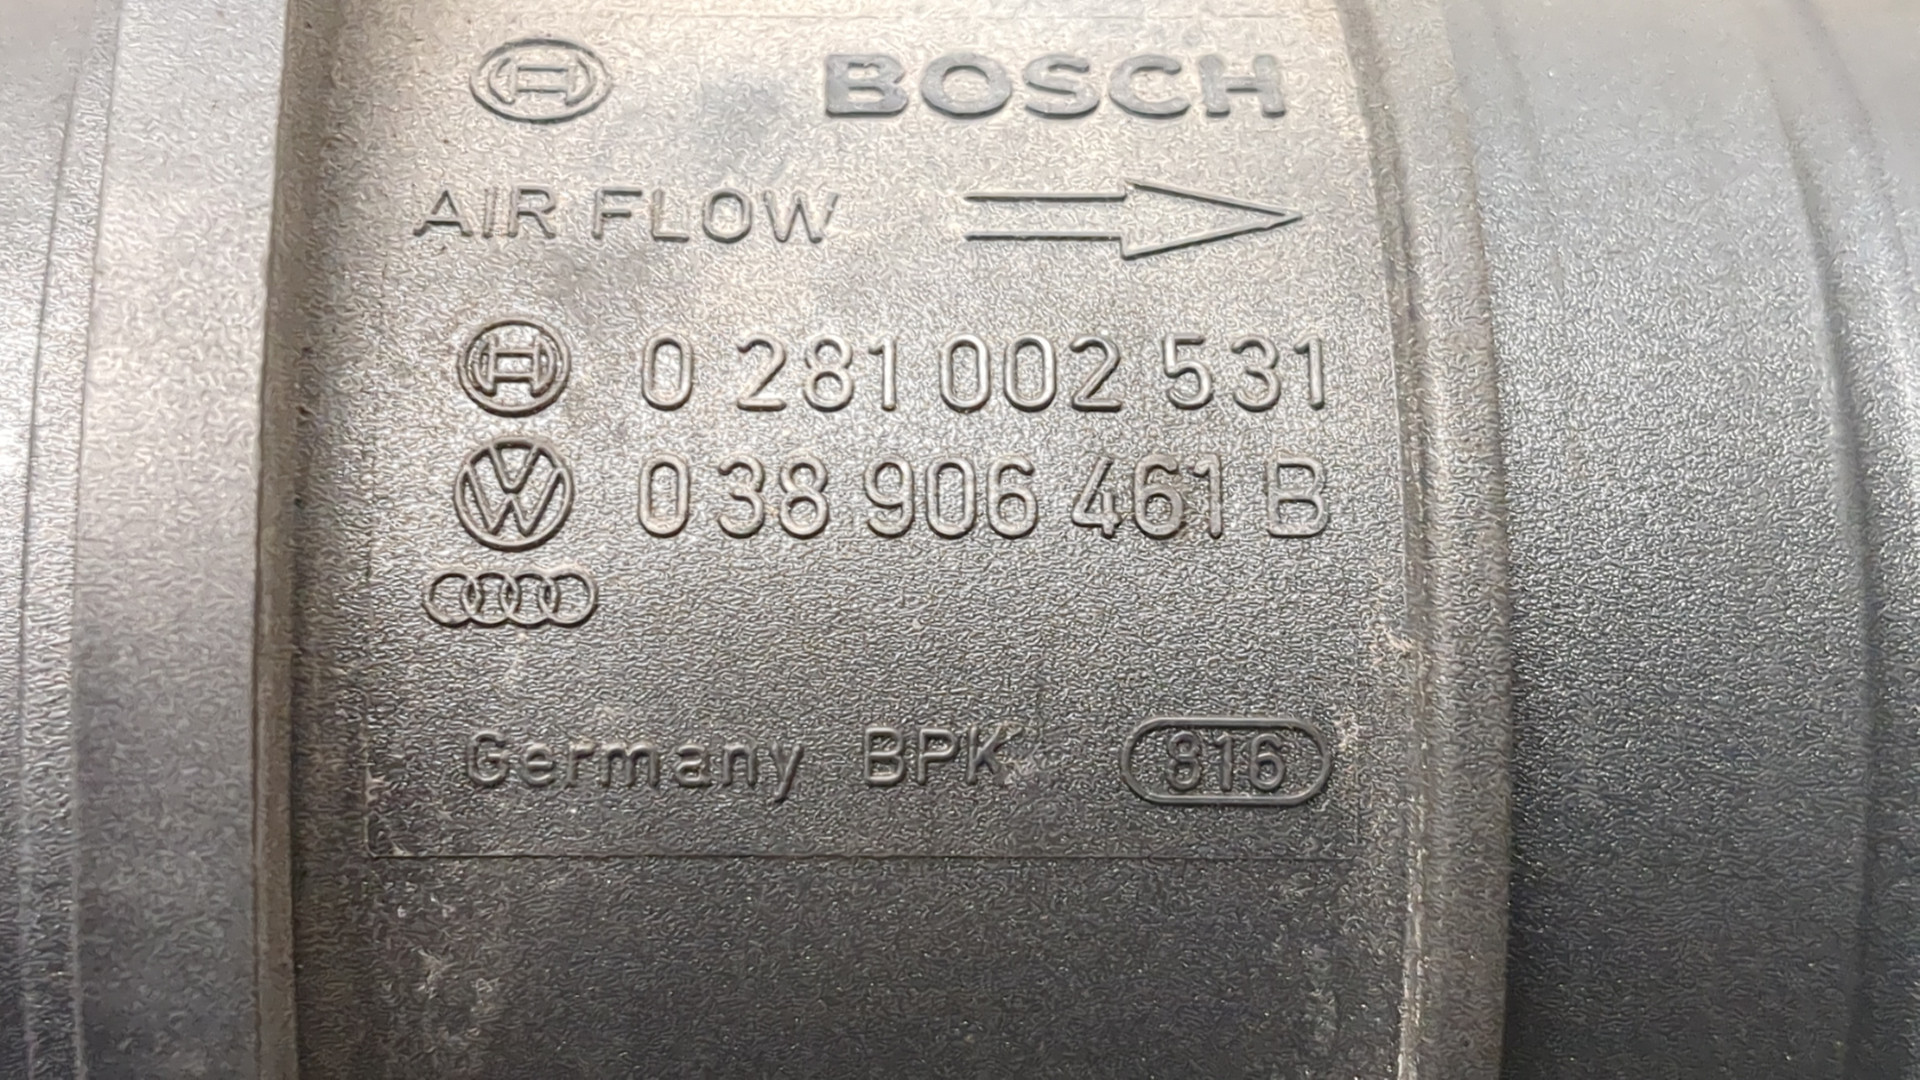 BOSCH
AIR FLOW
0 281 002 531
038 906 461 B
Germany BPK 816